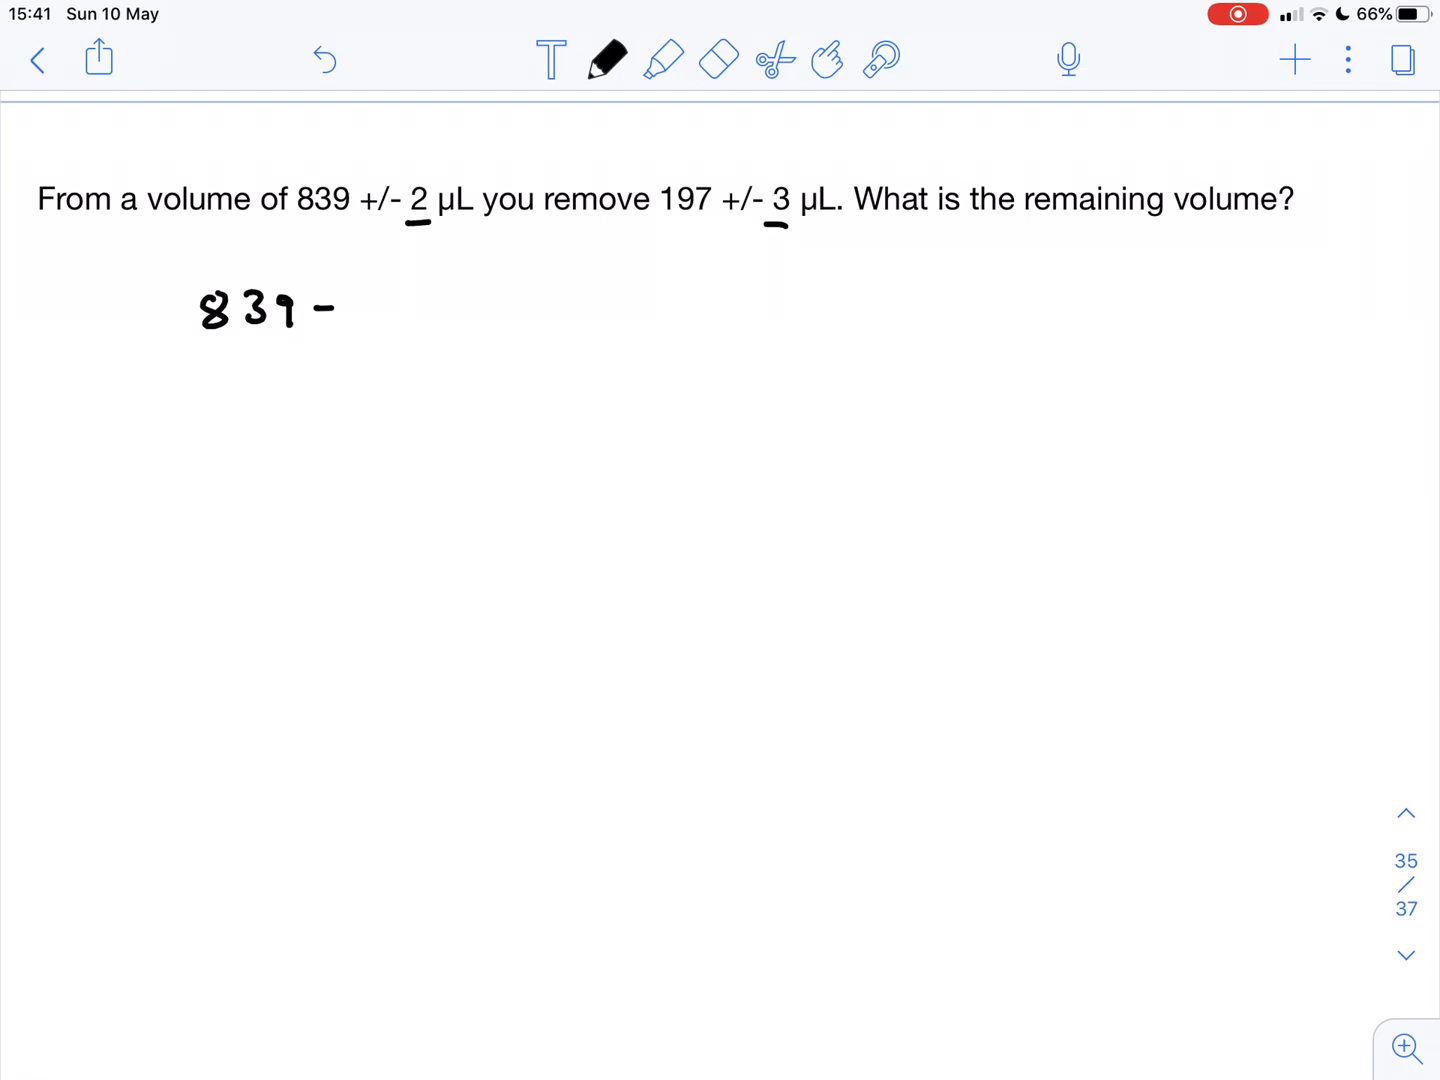 15:41 Sun 10 May 66%
T
From a volume of 839 +/- 2 µL you remove 197 +/- 3 µL. What is the remaining volume?
839 -
35
/
37